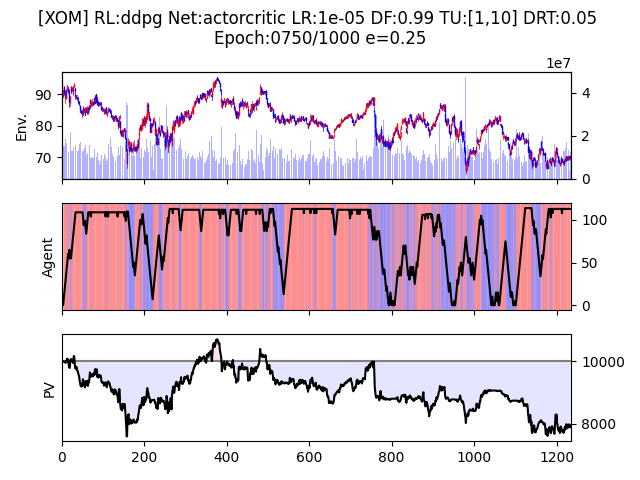 [XOM] RL:ddpg Net:actorcritic LR:1e-05 DF:0.99 TU:[1,10] DRT:0.05
Epoch:0750/1000 e=0.25
1e7
Env.
90
80
70
4
2
0
Agent
100
50
0
PV
10000
8000
0 200 400 600 800 1000 1200